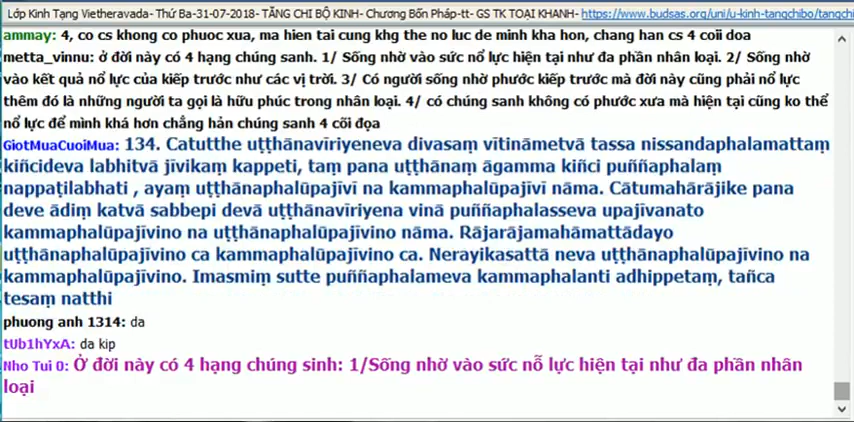 Lớp Kinh Tạng Vietheravada- Thứ Ba-31-07-2018- TĂNG CHI BỘ KINH- Chương Bốn Pháp-tt- GS TK TOẠI KHANH- https://www.budsas.org/uni/u-kinh-tangchibo/tangchi
ammay: 4, co cs khong co phuoc xua, ma hien tai cung khg the no luc de minh kha hon, chang han cs 4 coii doa
metta_vinnu: ở đời này có 4 hạng chúng sanh. 1/ Sống nhờ vào sức nổ lực hiện tại như đa phần nhân loại. 2/ Sống nhờ
vào kết quả nổ lực của kiếp trước như các vị trời. 3/ Có người sống nhờ phước kiếp trước mà đời này cũng phải nổ lực
thêm đó là những người ta gọi là hữu phúc trong nhân loại. 4/ có chúng sanh không có phước xưa mà hiện tại cũng ko thể
nổ lực để mình khá hơn chẳng hản chúng sanh 4 cõi đọa
GiotMuaCuoiMua: 134. Catutthe uṭṭhānavīriyeneva divasaṃ vītināmetvā tassa nissandaphalamattaṃ
kiñcideva labhitvā jīvikaṃ kappeti, taṃ pana uṭṭhānaṃ āgamma kiñci puññaphalaṃ
nappaṭilabhati , ayaṃ uṭṭhānaphalūpajīvī na kammaphalūpajīvī nāma. Cātumahārājike pana
deve ādiṃ katvā sabbepi devā uṭṭhānavīriyena vinā puññaphalasseva upajīvanato
kammaphalūpajīvino na uṭṭhānaphalūpajīvino nāma. Rājarājamahāmattādayo
uṭṭhānaphalūpajīvino ca kammaphalūpajīvino ca. Nerayikasattā neva uṭṭhānaphalūpajīvino na
kammaphalūpajīvino. Imasmiṃ sutte puññaphalameva kammaphalanti adhippetaṃ, tañca
tesaṃ natthi
phuong anh 1314: da
tUb1hYxA: da kip
Nho Tui 0: Ở đời này có 4 hạng chúng sinh: 1/Sống nhờ vào sức nỗ lực hiện tại như đa phần nhân
loại